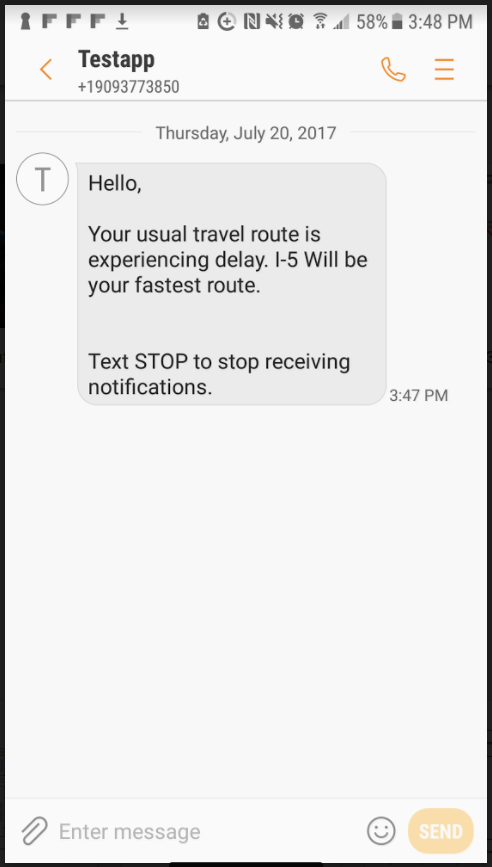 58% 3:48 PM
Testapp
+19093773850
Thursday, July 20, 2017
T
Hello,
Your usual travel route is
experiencing delay. I-5 Will be
your fastest route.
Text STOP to stop receiving
notifications.
3:47 PM
Enter message
SEND